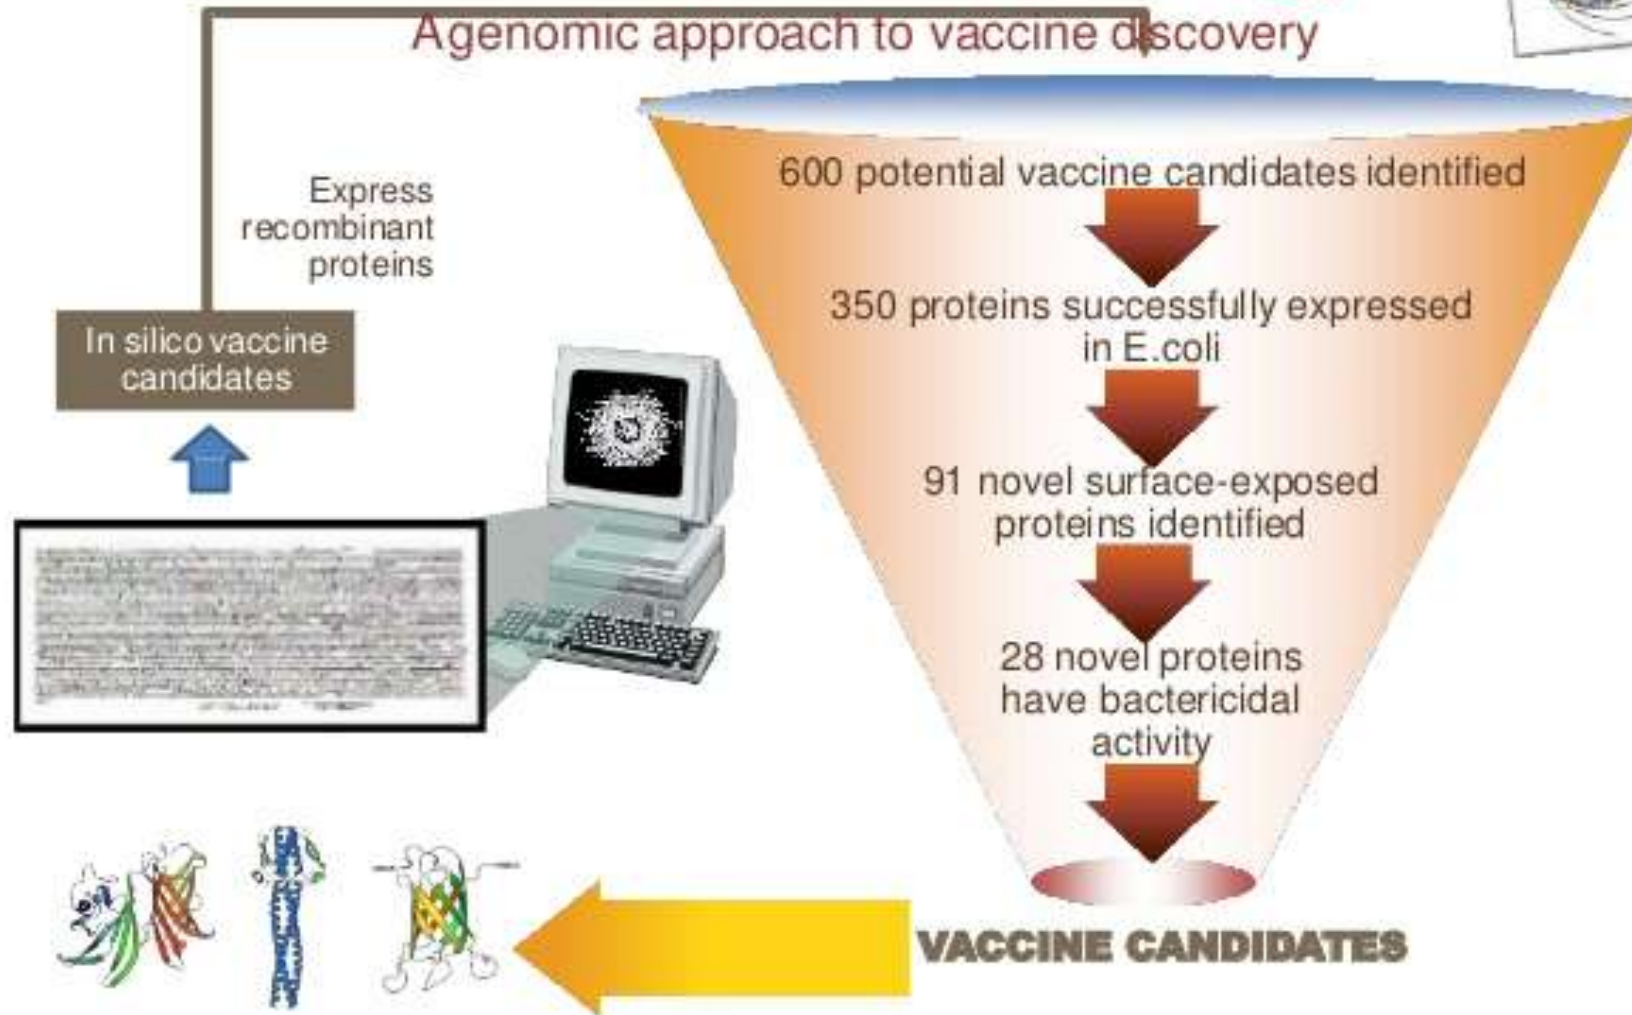 Agenomic approach to vaccine discovery
Express
recombinant
proteins
In silico vaccine
candidates
600 potential vaccine candidates identified
350 proteins successfully expressed
in E.coli
91 novel surface-exposed
proteins identified
28 novel proteins
have bactericidal
activity
VACCINE CANDIDATES